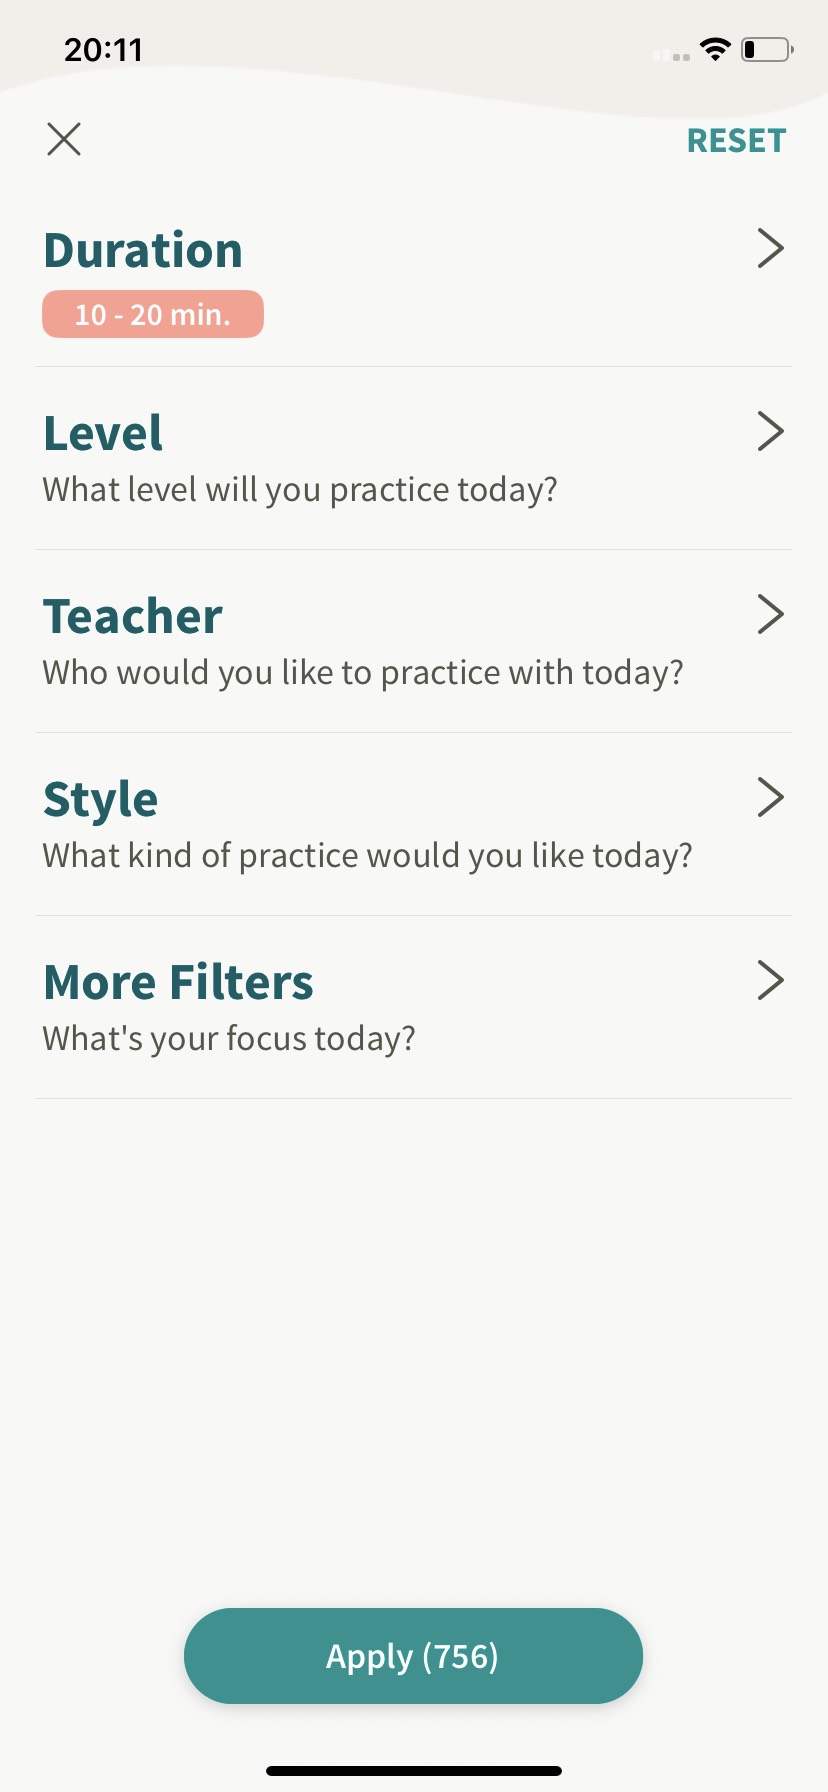 20:11
RESET
Duration
10 - 20 min.
Level
What level will you practice today?
Teacher
Who would you like to practice with today?
Style
What kind of practice would you like today?
More Filters
What's your focus today?
Apply (756)